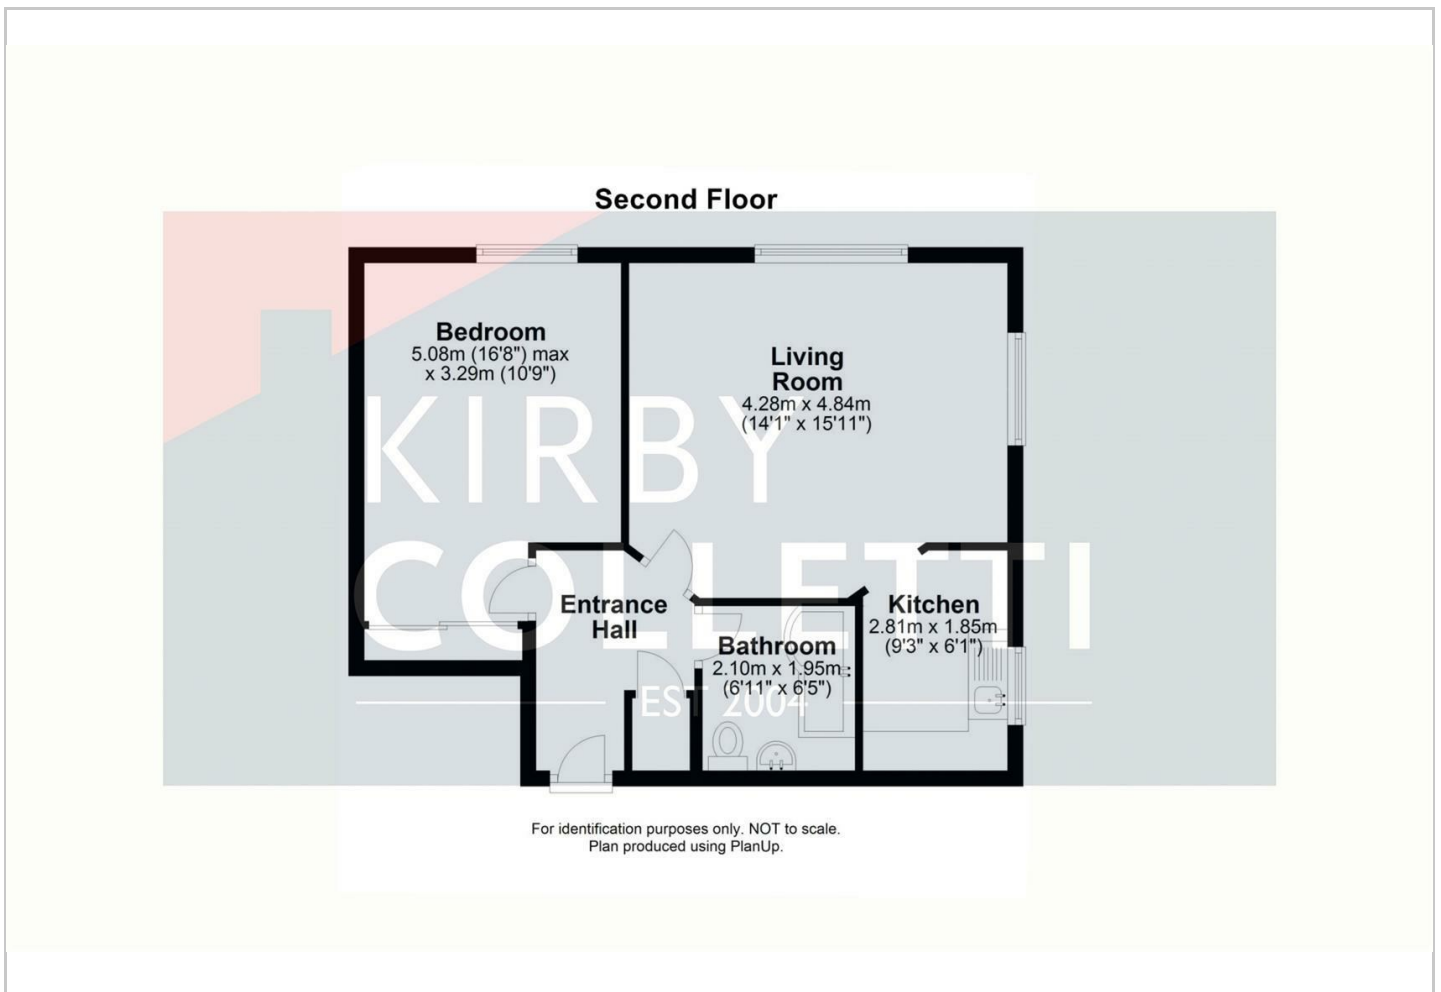 Second Floor
Bedroom
5.08m (16'8") max
x 3.29m (10'9")
Living
Room
4.28m x 4.84m
(14'1" x 15'11")
KIRBY
COLLETTI
Entrance
Hall
Kitchen
2.81m x 1.85m
(9'3" x 6'1")
Bathroom
2.10m x 1.95m
(6'11" x 6'5")
EST 2004
For identification purposes only. NOT to scale.
Plan produced using PlanUp.